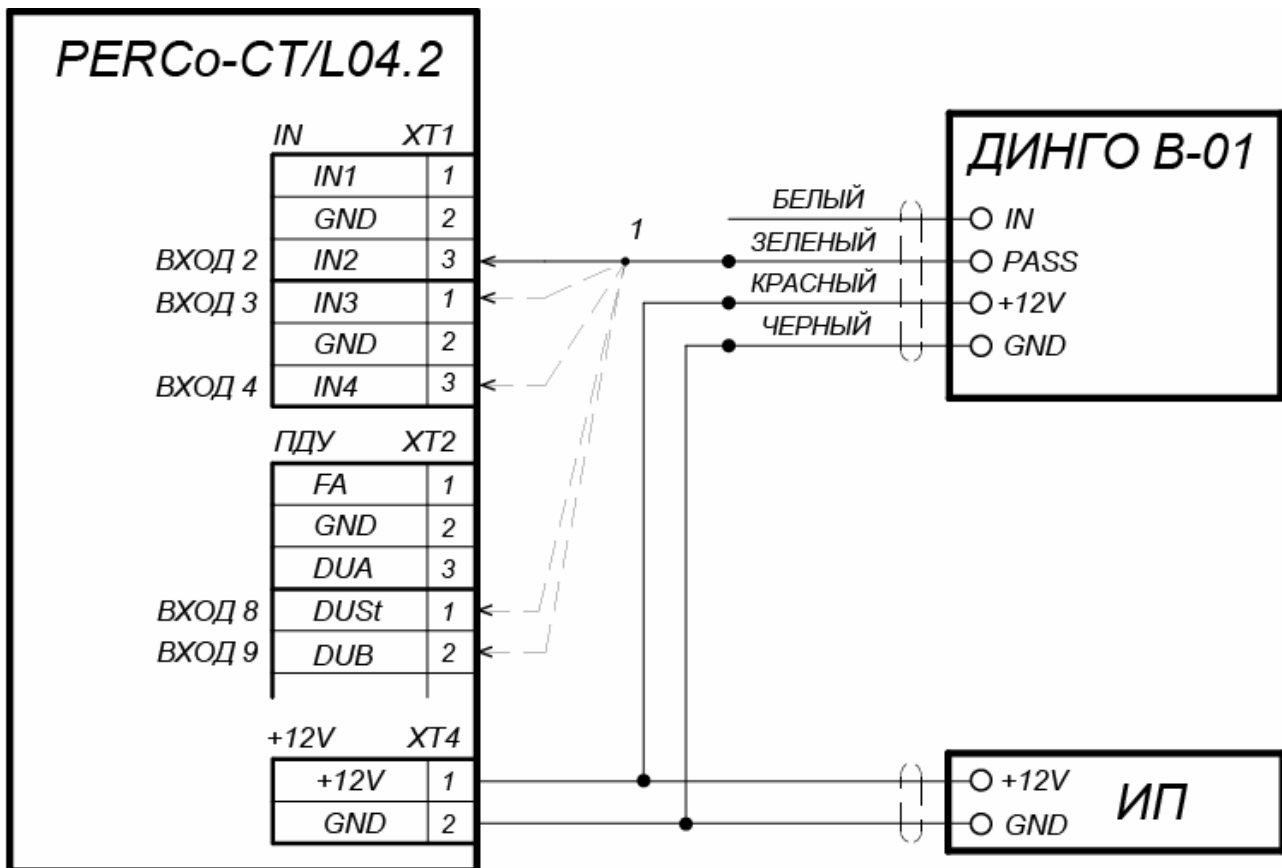 PERCo-CT/L04.2
IN XT1
IN1 1
GND 2
ВХОД 2 IN2 3
ВХОД 3 IN3 1
GND 2
ВХОД 4 IN4 3
ПДУ XT2
FA 1
GND 2
DUA 3
ВХОД 8 DUSt 1
ВХОД 9 DUB 2
+12V XT4
+12V 1
GND 2
1
БЕЛЫЙ
ЗЕЛЕНЫЙ
КРАСНЫЙ
ЧЕРНЫЙ
ДИНГО В-01
IN
PASS
+12V
GND
+12V
GND
ИП